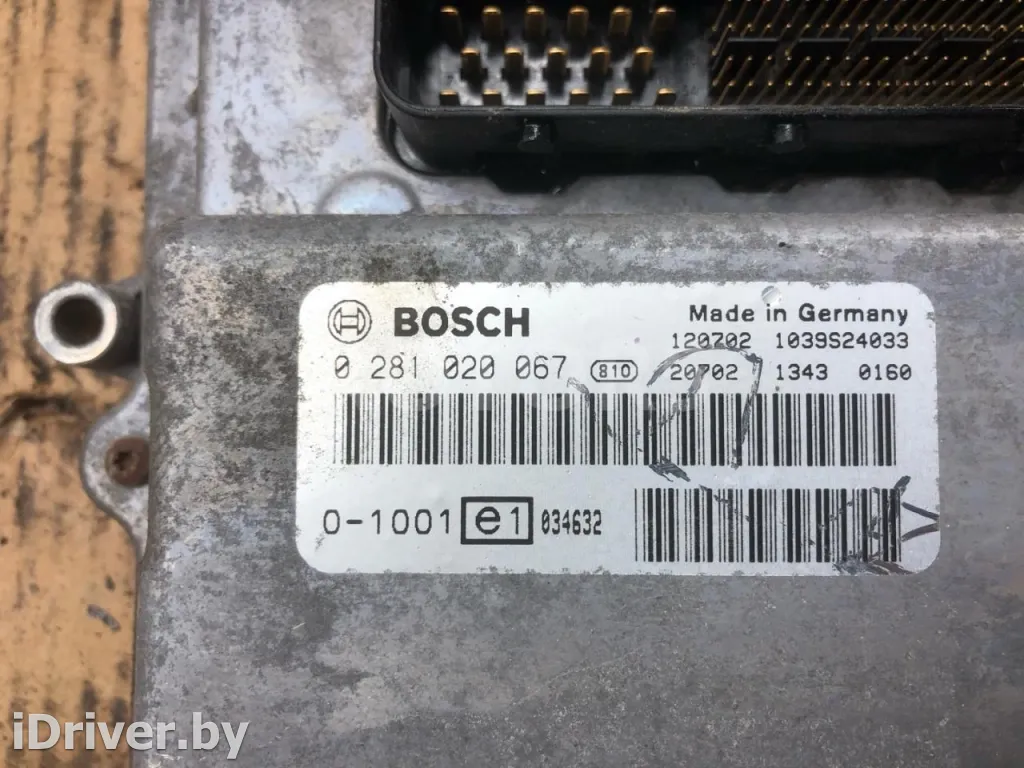 BOSCH
Made in Germany
120702 1039S24033
0 281 020 067 810 20702 1343 0160
0-1001 e1 034632
iDriver.by